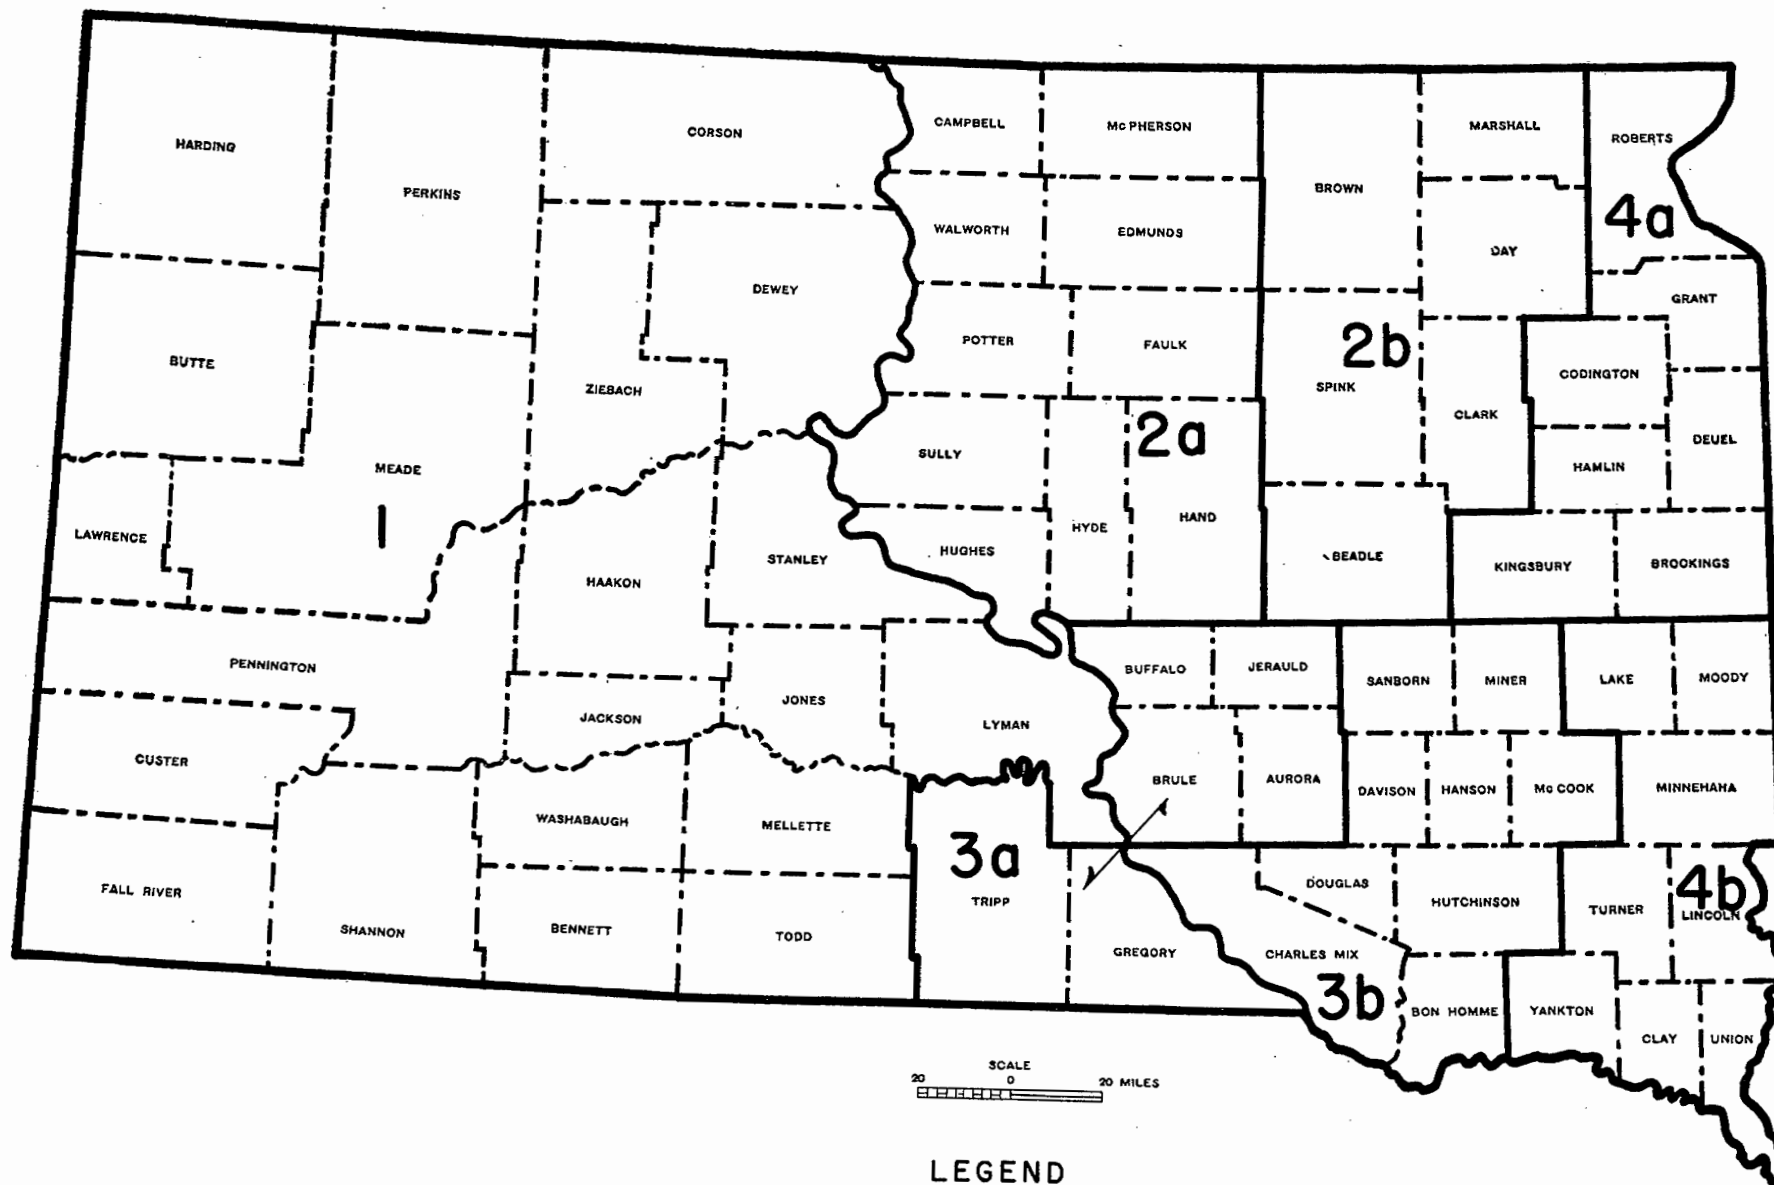 HARDING
PERKINS
CORSON
CAMPBELL
Mc PHERSON
BROWN
MARSHALL
ROBERTS
4a
WALWORTH
EDMUNDS
DAY
DEWEY
GRANT
BUTTE
ZIEBACH
POTTER
FAULK
2b
SPINK
CODINGTON
CLARK
MEADE
I
SULLY
2a
HAMLIN
DEUEL
LAWRENCE
HAAKON
STANLEY
HUGHES
HYDE
HAND
BEADLE
KINGSBURY
BROOKINGS
PENNINGTON
JACKSON
JONES
LYMAN
BUFFALO
JERAULD
SANBORN
MINER
LAKE
MOODY
CUSTER
WASHABAUGH
MELLETTE
BRULE
AURORA
DAVISON
HANSON
Mc COOK
MINNEHAHA
3a
FALL RIVER
SHANNON
BENNETT
TODD
TRIPP
GREGORY
DOUGLAS
HUTCHINSON
TURNER
4b
LINCOLN
CHARLES MIX
3b
BON HOMME
YANKTON
CLAY
UNION
SCALE
20 0 20 MILES
LEGEND